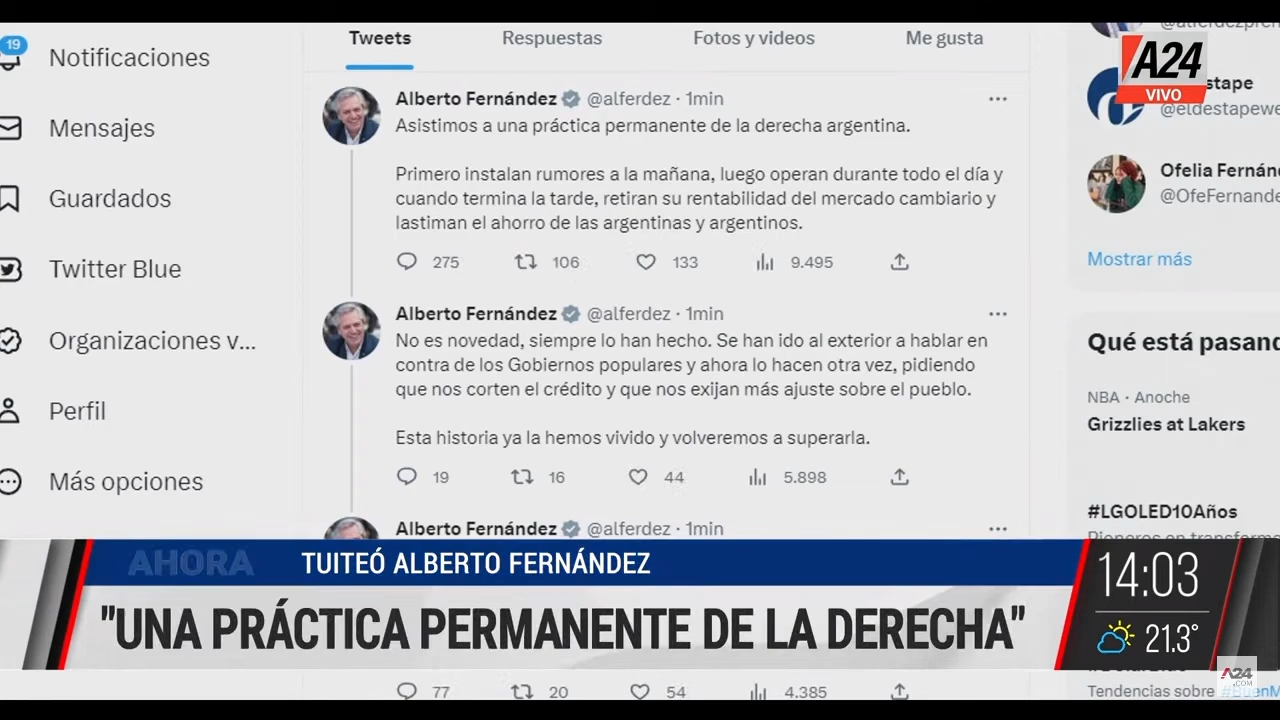 19
Notificaciones
Mensajes
Guardados
Twitter Blue
Organizaciones v...
Perfil
Más opciones
Tweets
Respuestas
Fotos y videos
Me gusta
Alberto Fernández @alferdez · 1min
Asistimos a una práctica permanente de la derecha argentina.
Primero instalan rumores a la mañana, luego operan durante todo el día y
cuando termina la tarde, retiran su rentabilidad del mercado cambiario y
lastiman el ahorro de las argentinas y argentinos.
275 106 133 9.495
Alberto Fernández @alferdez · 1min
No es novedad, siempre lo han hecho. Se han ido al exterior a hablar en
contra de los Gobiernos populares y ahora lo hacen otra vez, pidiendo
que nos corten el crédito y que nos exijan más ajuste sobre el pueblo.
Esta historia ya la hemos vivido y volveremos a superarla.
19 16 44 5.898
Alberto Fernández @alferdez · 1min
77 20 54 4.385
A24
VIVO
stape
@eldestapewe
Ofelia Fernán
@OfeFernande
Mostrar más
Qué está pasand
NBA · Anoche
Grizzlies at Lakers
#LGOLED10Años
Tendencias sobre
AHORA
TUITEÓ ALBERTO FERNÁNDEZ
"UNA PRÁCTICA PERMANENTE DE LA DERECHA"
14:03
21.3°
A24
.COM